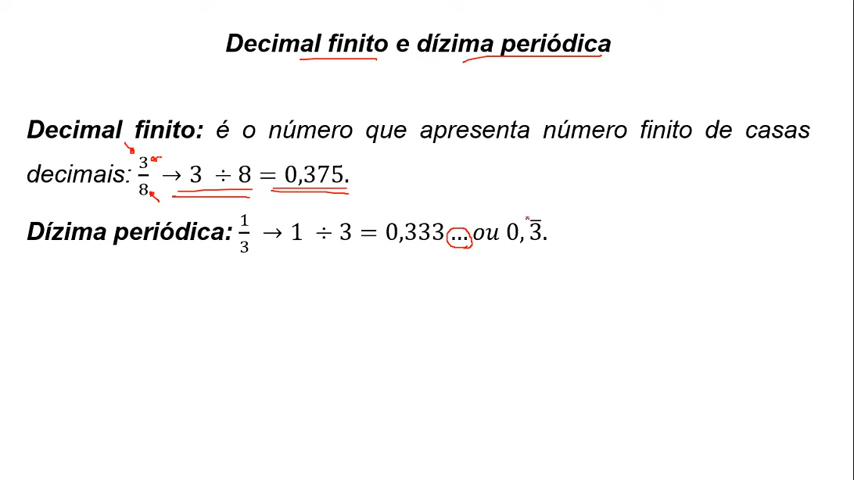 Decimal finito e dízima periódica
Decimal finito: é o número que apresenta número finito de casas
decimais: 3/8 → 3 ÷ 8 = 0,375.
Dízima periódica: 1/3 → 1 ÷ 3 = 0,333 ... ou 0,3̅.